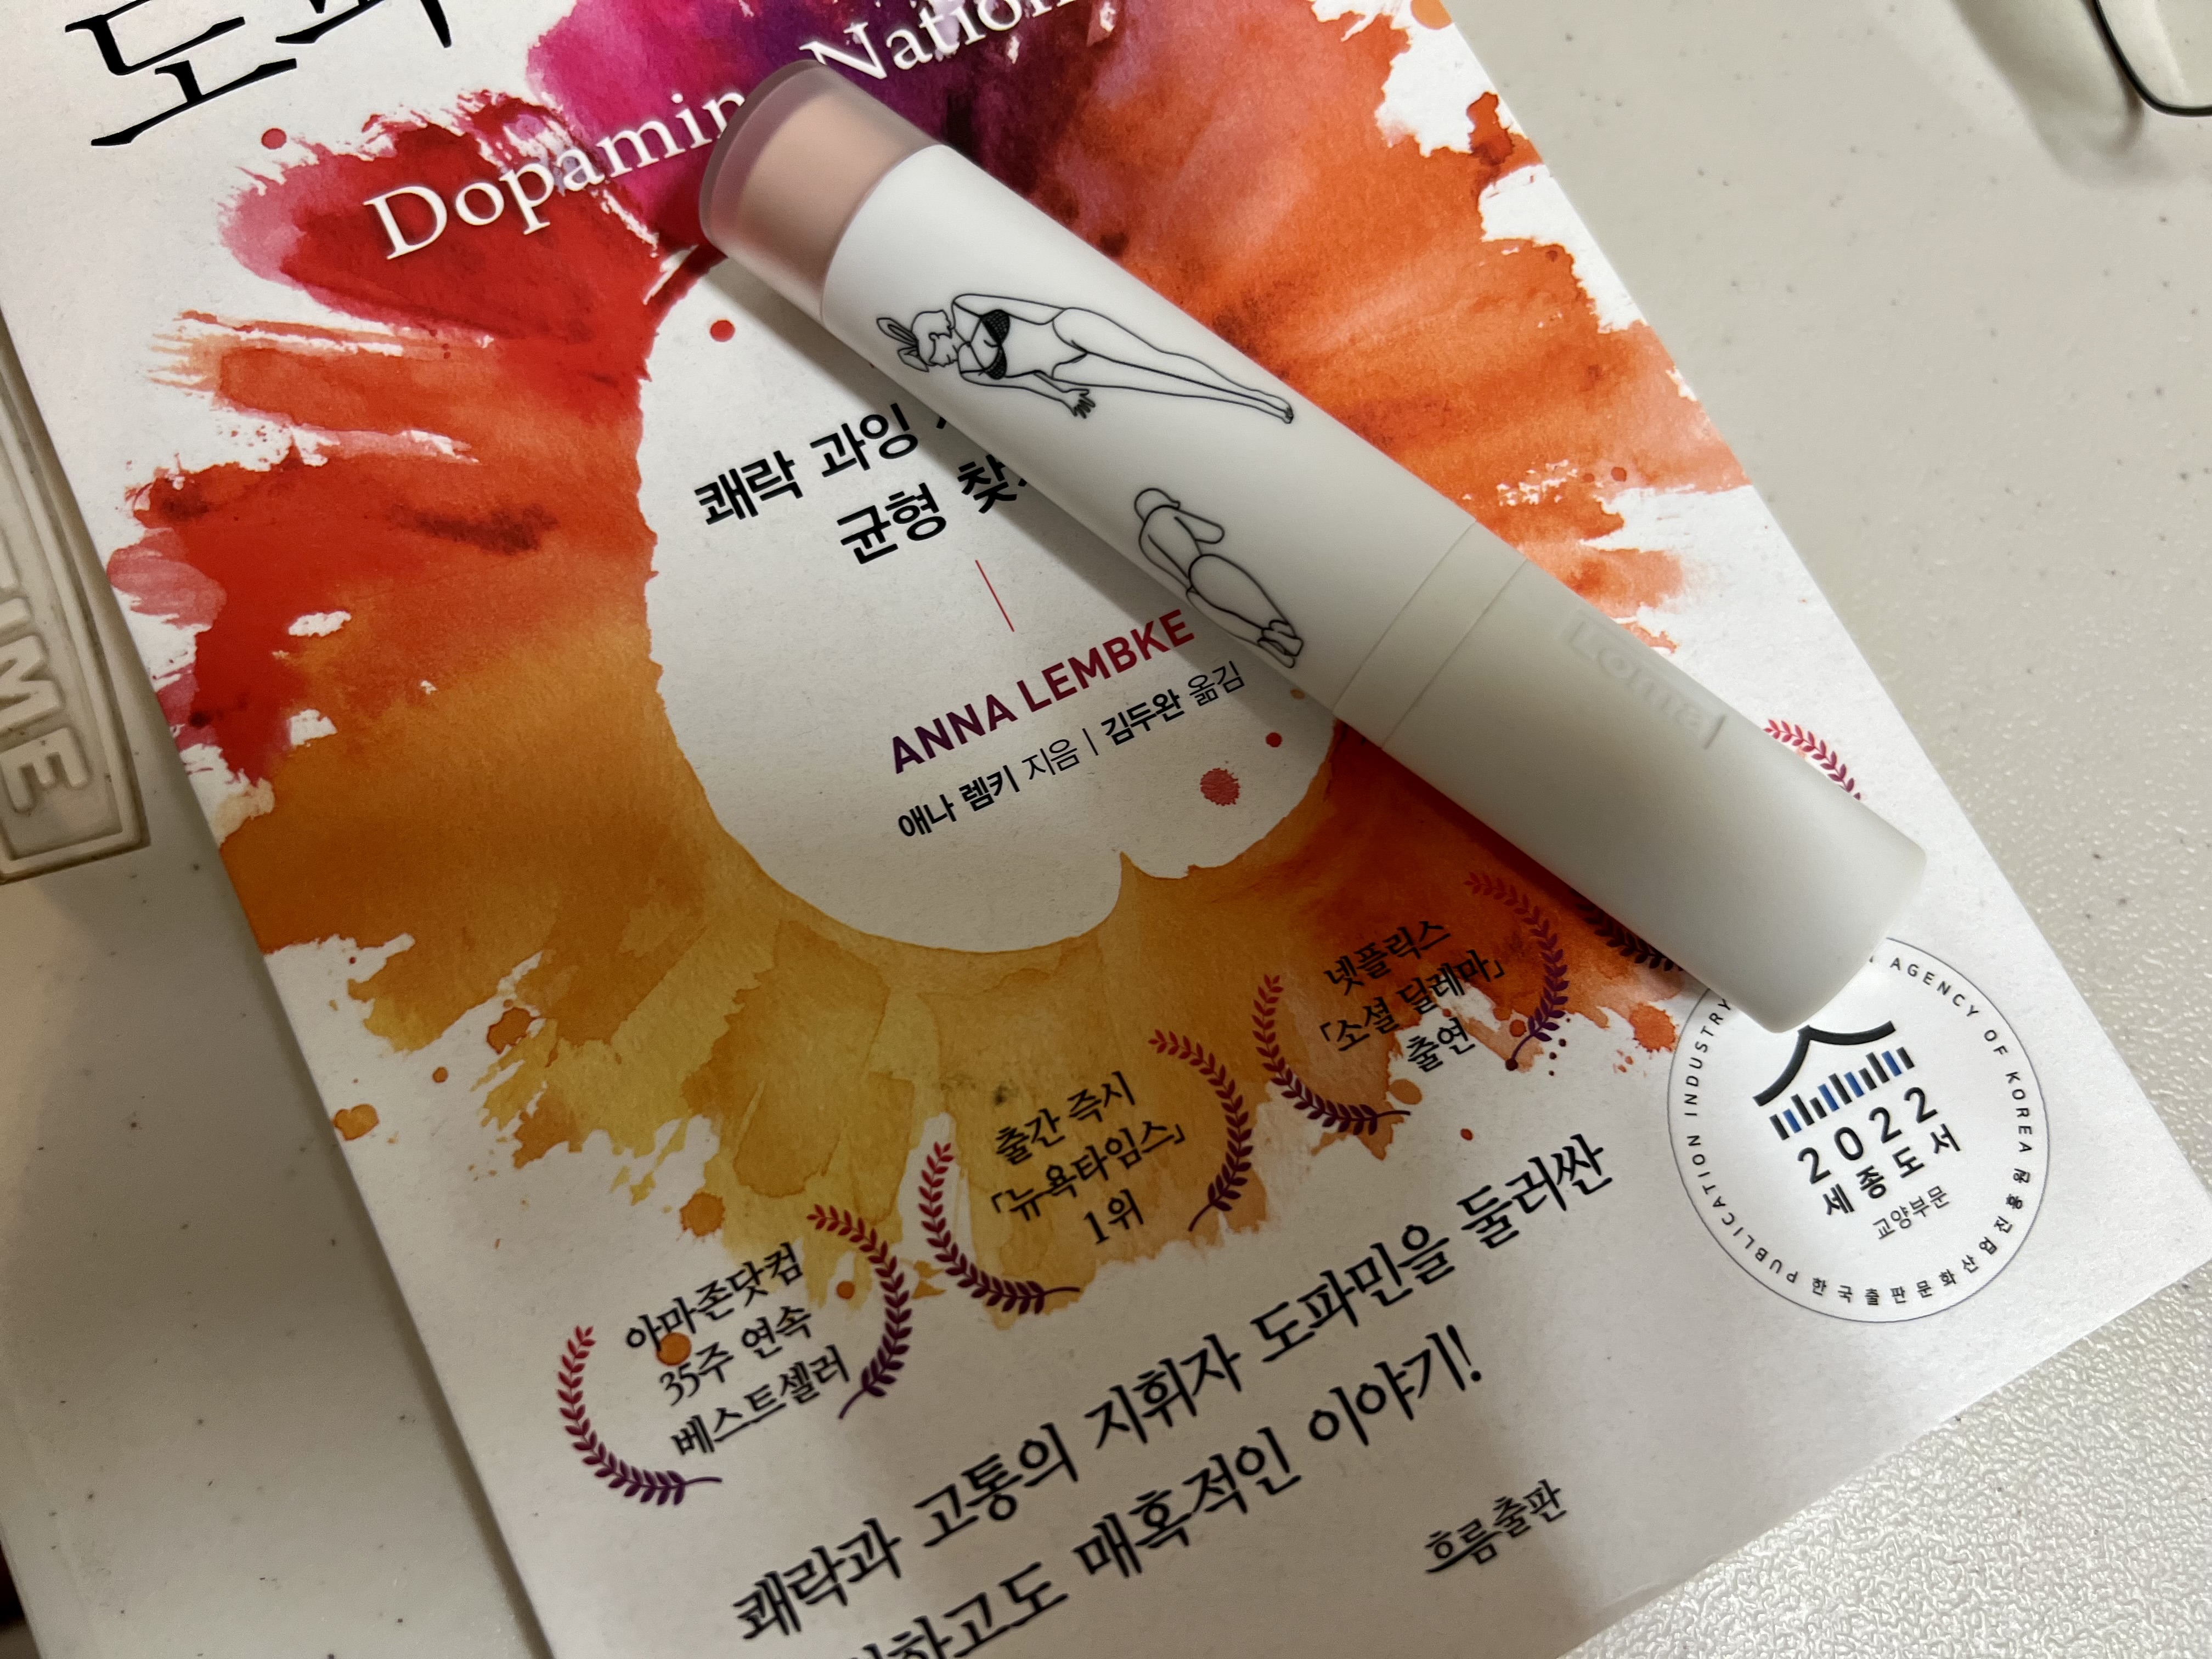 Dopamin Nation
쾌락 과잉
균형
ANNA LEMBKE
애나 렘키 지음 | 김두완 옮김
넷플릭스
「소셜 딜레마」
출연
출간 즉시
「뉴욕타임스」
1위
아마존닷컴
35주 연속
베스트셀러
PUBLICATION INDUSTRY AGENCY OF KOREA 한국출판문화산업진흥원
2022
세종도서
교양부문
쾌락과 고통의 지휘자 도파민을 둘러싼
매혹적인 이야기!
흐름출판